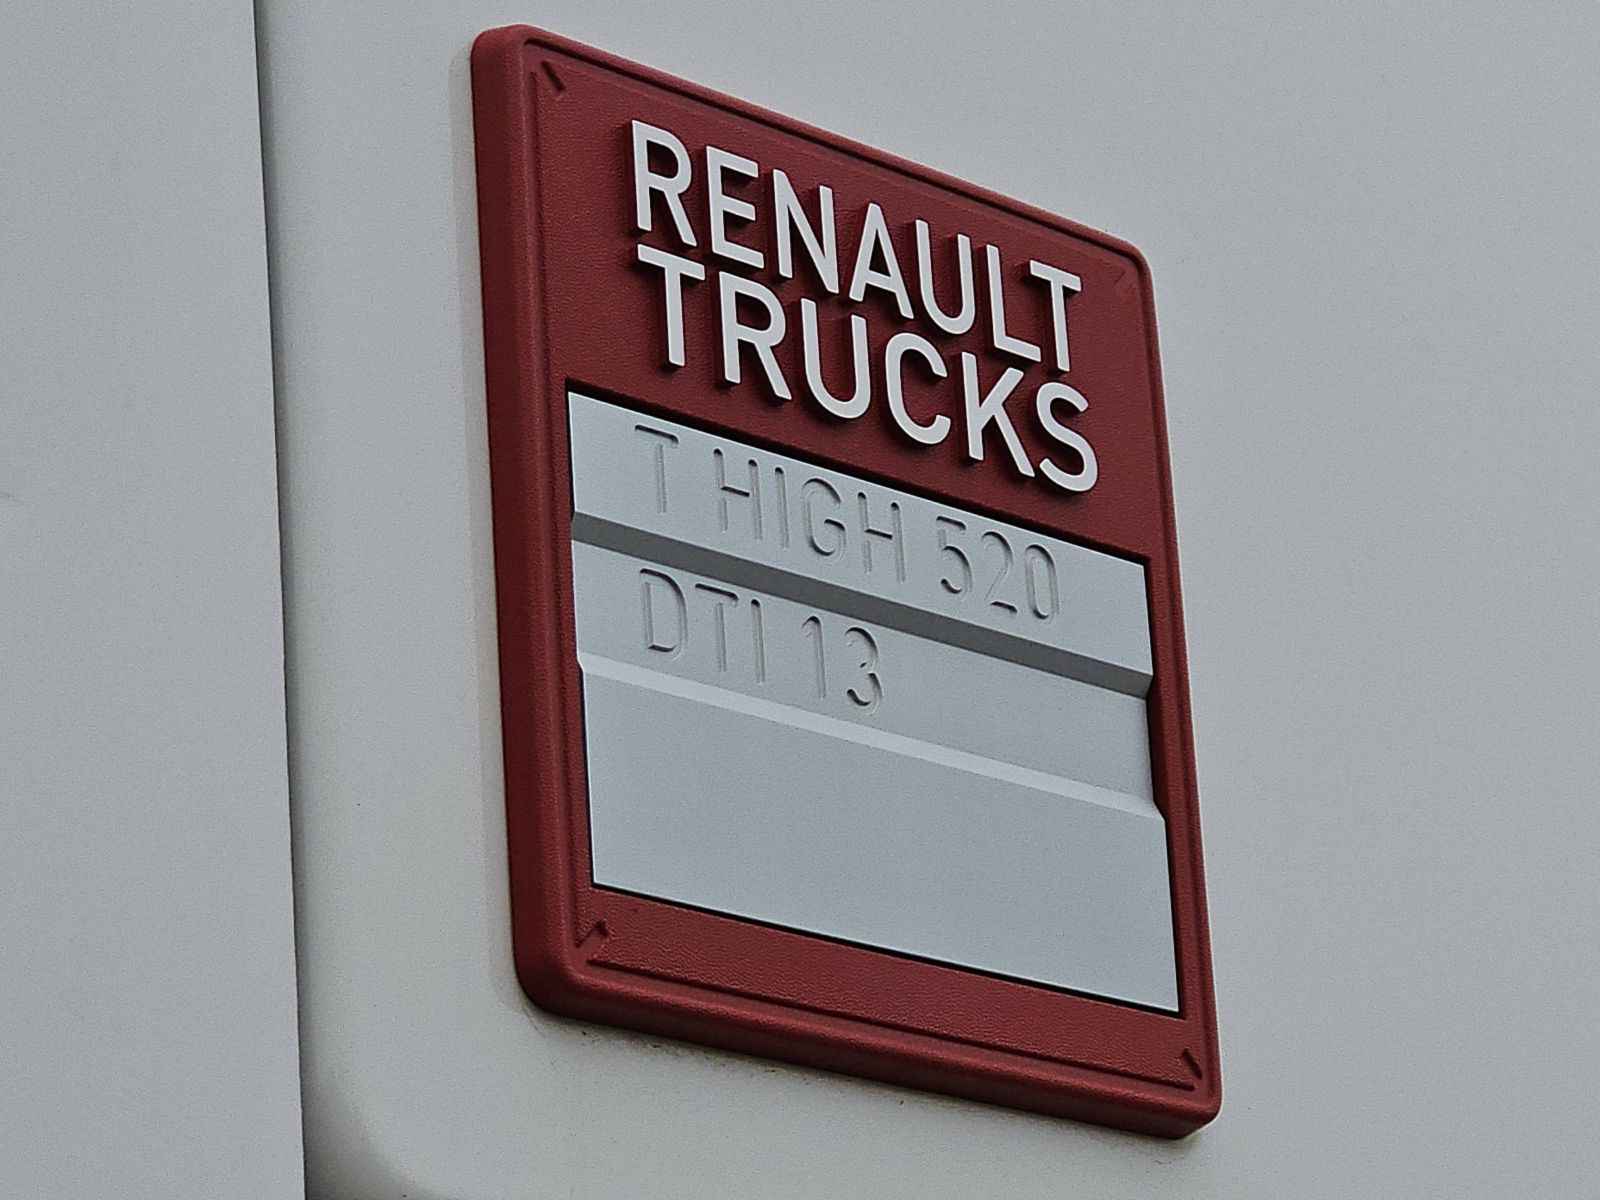 RENAULT
TRUCKS
T HIGH 520
DTI 13